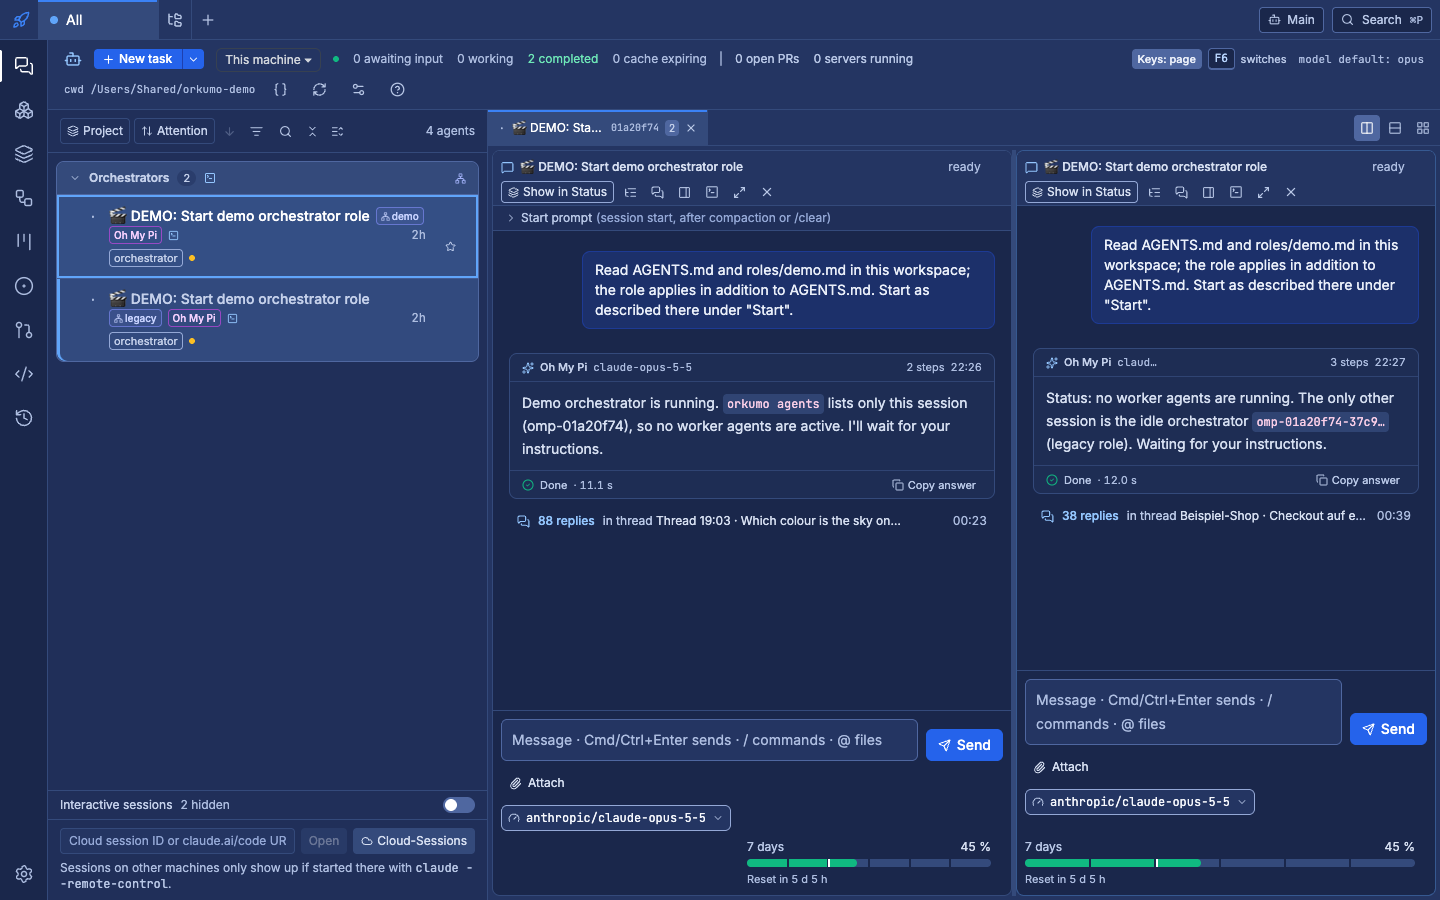 All
Main
Search ⌘P
New task
This machine
0 awaiting input
0 working
2 completed
0 cache expiring
0 open PRs
0 servers running
Keys: page
F6
switches
model default: opus
cwd /Users/Shared/orkumo-demo
Project
Attention
4 agents
Orchestrators 2
DEMO: Start demo orchestrator role
demo
Oh My Pi
2h
orchestrator
DEMO: Start demo orchestrator role
legacy
Oh My Pi
2h
orchestrator
Interactive sessions 2 hidden
Cloud session ID or claude.ai/code UR
Open
Cloud-Sessions
Sessions on other machines only show up if started there with claude -
-remote-control.
DEMO: Sta... 01a20f74 2
DEMO: Start demo orchestrator role
ready
Show in Status
Start prompt (session start, after compaction or /clear)
Read AGENTS.md and roles/demo.md in this workspace;
the role applies in addition to AGENTS.md. Start as
described there under "Start".
Oh My Pi claude-opus-5-5
2 steps 22:26
Demo orchestrator is running. orkumo agents lists only this session
(omp-01a20f74), so no worker agents are active. I'll wait for your
instructions.
Done · 11.1 s
Copy answer
88 replies in thread Thread 19:03 · Which colour is the sky on...
00:23
Message · Cmd/Ctrl+Enter sends · / commands · @ files
Send
Attach
anthropic/claude-opus-5-5
7 days
45 %
Reset in 5 d 5 h
DEMO: Start demo orchestrator role
ready
Show in Status
Read AGENTS.md and roles/demo.md in this
workspace; the role applies in addition to
AGENTS.md. Start as described there under
"Start".
Oh My Pi claud…
3 steps 22:27
Status: no worker agents are running. The only other
session is the idle orchestrator omp-01a20f74-37c9…
(legacy role). Waiting for your instructions.
Done · 12.0 s
Copy answer
38 replies in thread Beispiel-Shop · Checkout auf e...
00:39
Message · Cmd/Ctrl+Enter sends · /
commands · @ files
Send
Attach
anthropic/claude-opus-5-5
7 days
45 %
Reset in 5 d 5 h